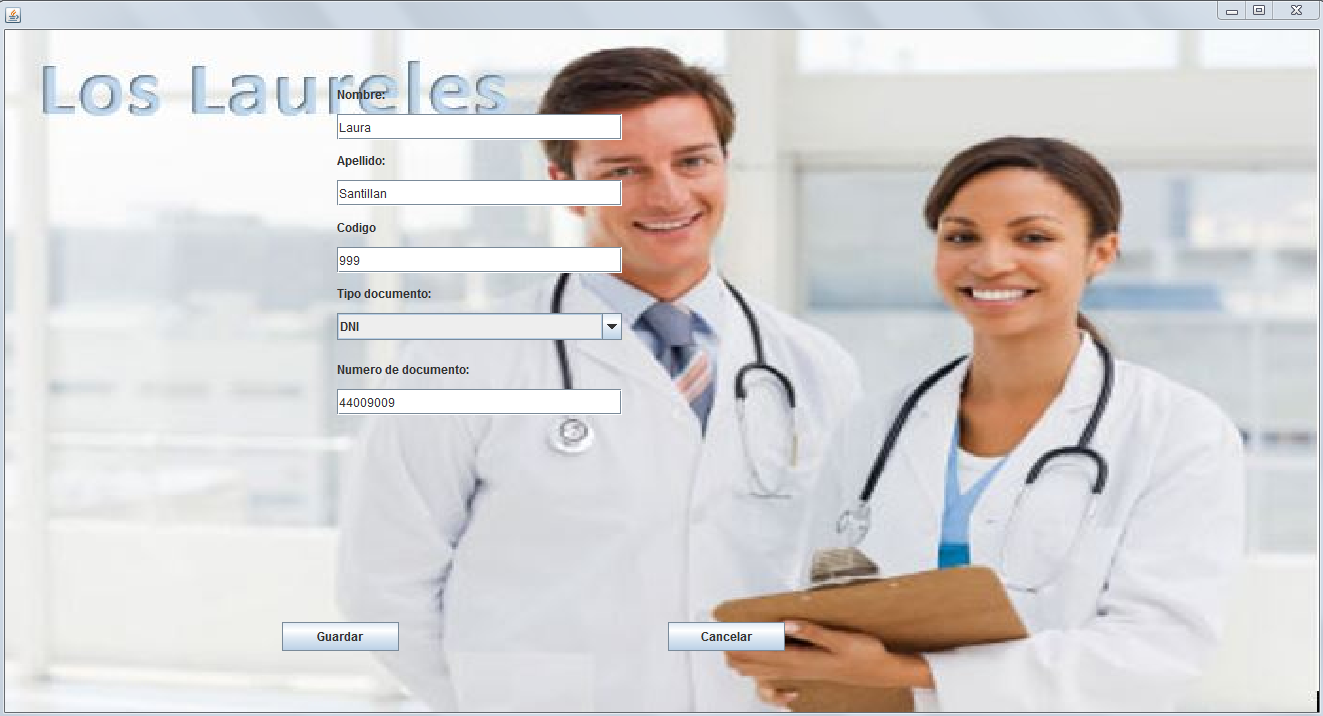 Los Laureles
Nombre:
Laura
Apellido:
Santillan
Codigo
999
Tipo documento:
DNI
Numero de documento:
44009009
Guardar
Cancelar